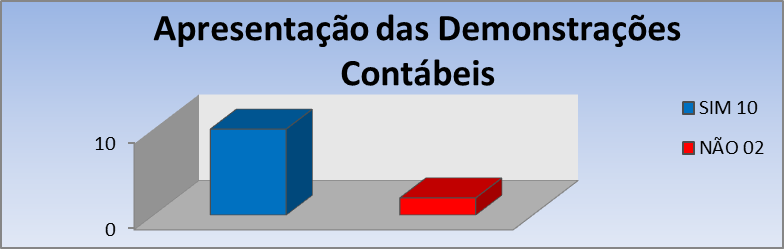 Apresentação das Demonstrações
Contábeis
10
0
SIM 10
NÃO 02